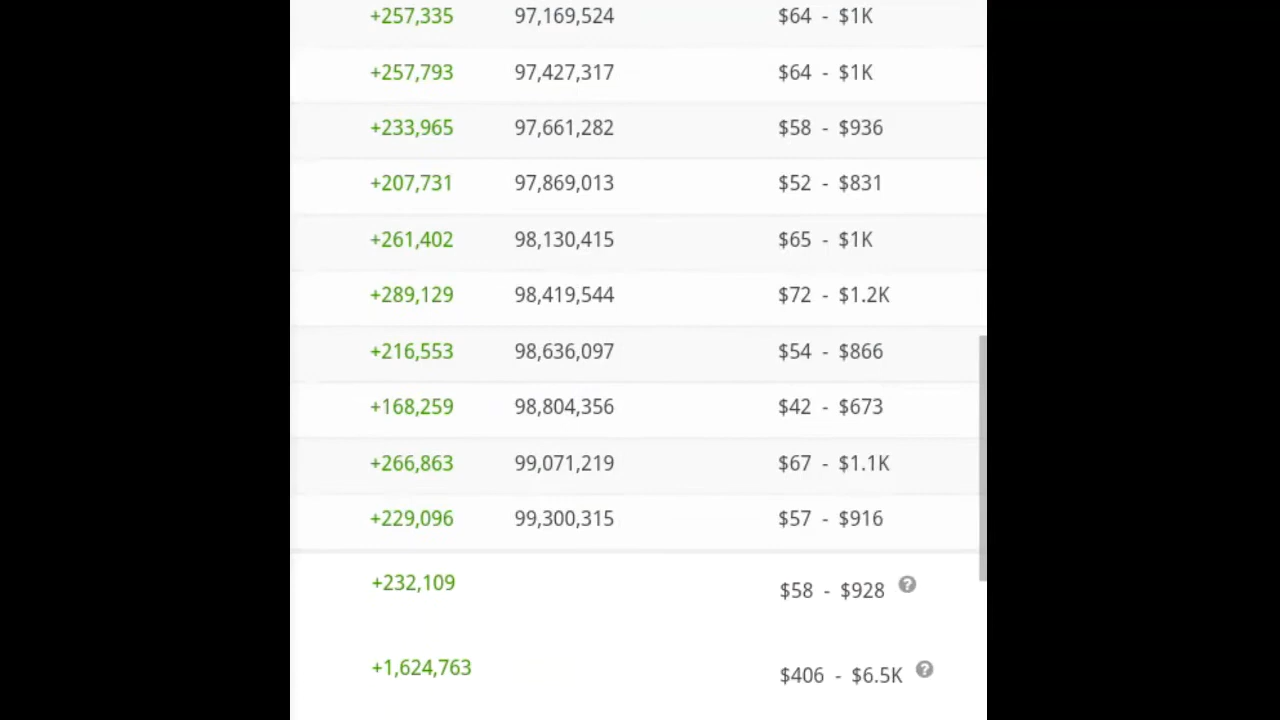 +257,335 97,169,524 $64 - $1K
+257,793 97,427,317 $64 - $1K
+233,965 97,661,282 $58 - $936
+207,731 97,869,013 $52 - $831
+261,402 98,130,415 $65 - $1K
+289,129 98,419,544 $72 - $1.2K
+216,553 98,636,097 $54 - $866
+168,259 98,804,356 $42 - $673
+266,863 99,071,219 $67 - $1.1K
+229,096 99,300,315 $57 - $916
+232,109 $58 - $928 ?
+1,624,763 $406 - $6.5K ?